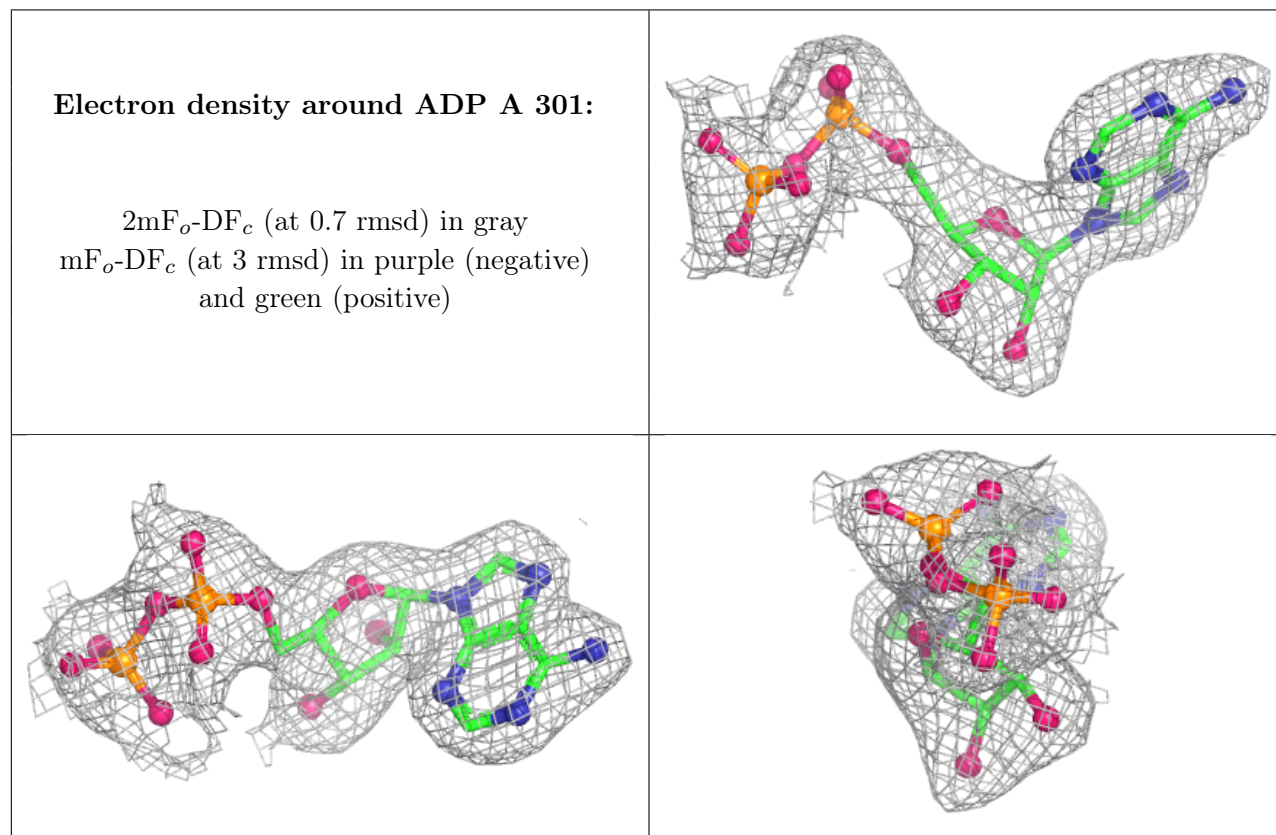 Electron density around ADP A 301:
2mFo-DFc (at 0.7 rmsd) in gray
mFo-DFc (at 3 rmsd) in purple (negative)
and green (positive)